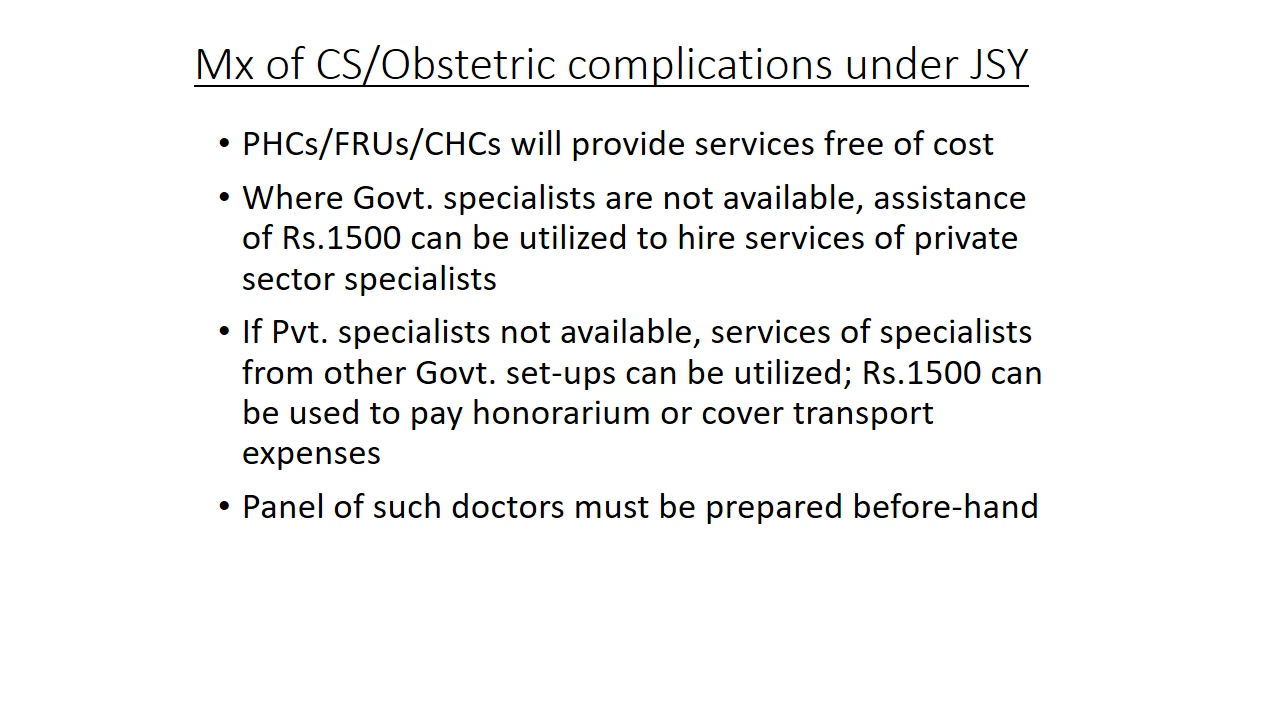 Mx of CS/Obstetric complications under JSY
• PHCs/FRUs/CHCs will provide services free of cost
• Where Govt. specialists are not available, assistance
of Rs.1500 can be utilized to hire services of private
sector specialists
• If Pvt. specialists not available, services of specialists
from other Govt. set-ups can be utilized; Rs.1500 can
be used to pay honorarium or cover transport
expenses
• Panel of such doctors must be prepared before-hand